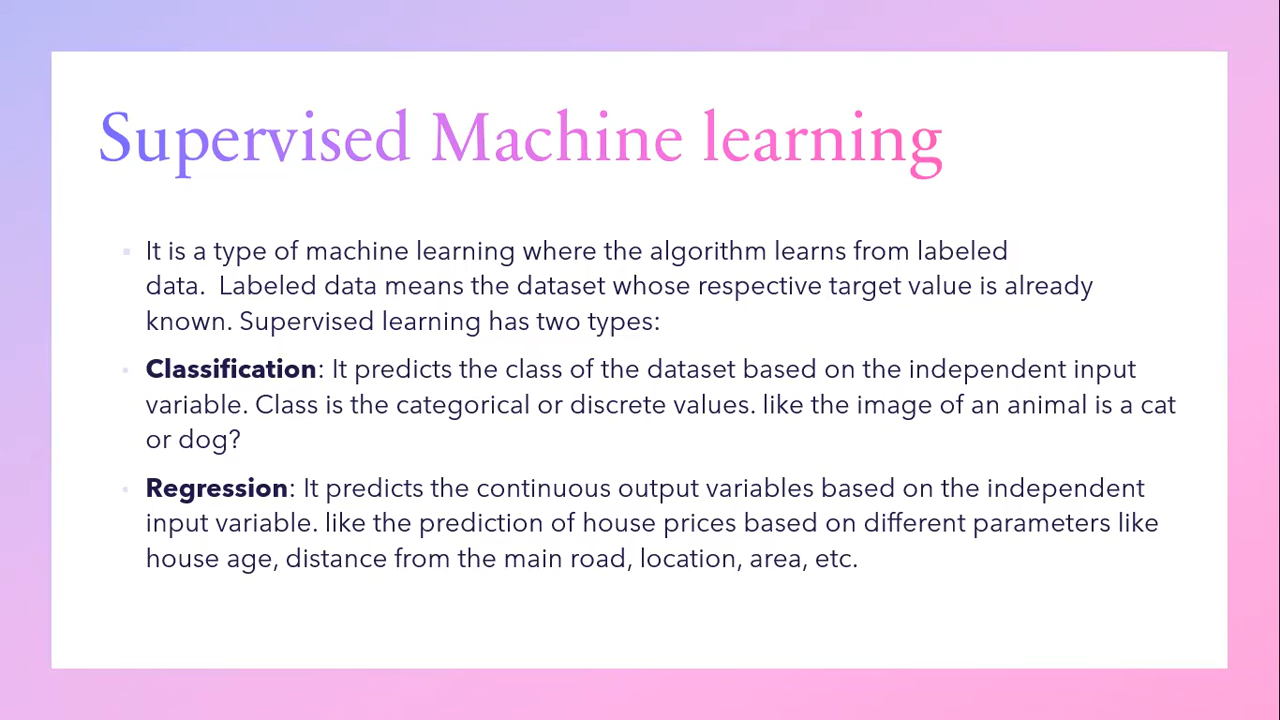 Supervised Machine learning
It is a type of machine learning where the algorithm learns from labeled
data.  Labeled data means the dataset whose respective target value is already
known. Supervised learning has two types:
Classification: It predicts the class of the dataset based on the independent input
variable. Class is the categorical or discrete values. like the image of an animal is a cat
or dog?
Regression: It predicts the continuous output variables based on the independent
input variable. like the prediction of house prices based on different parameters like
house age, distance from the main road, location, area, etc.